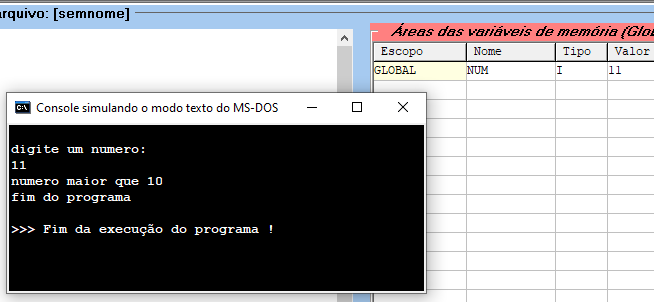 arquivo: [semnome]
Áreas das variáveis de memória (Glo
Escopo Nome Tipo Valor
GLOBAL NUM I 11
Console simulando o modo texto do MS-DOS
digite um numero:
11
numero maior que 10
fim do programa
>>> Fim da execução do programa !